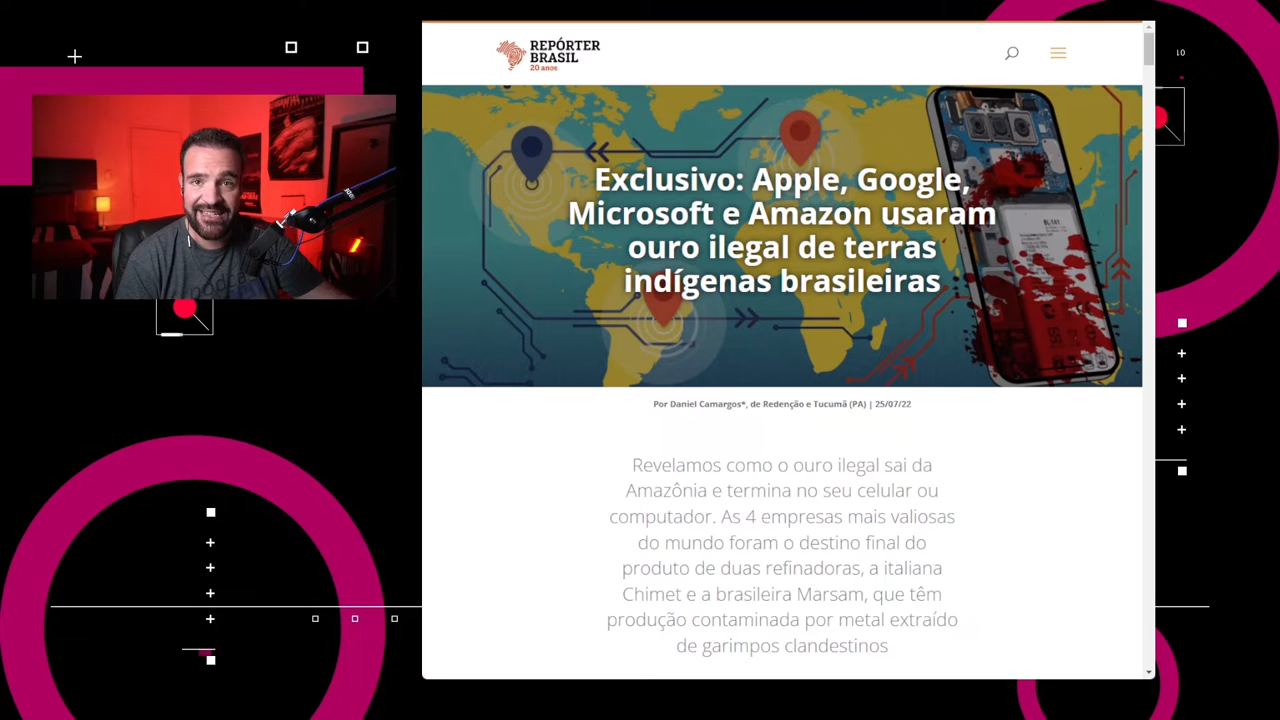 REPÓRTER
BRASIL
20 anos
Exclusivo: Apple, Google,
Microsoft e Amazon usaram
ouro ilegal de terras
indígenas brasileiras
Por Daniel Camargos*, de Redenção e Tucumã (PA) | 25/07/22
Revelamos como o ouro ilegal sai da
Amazônia e termina no seu celular ou
computador. As 4 empresas mais valiosas
do mundo foram o destino final do
produto de duas refinadoras, a italiana
Chimet e a brasileira Marsam, que têm
produção contaminada por metal extraído
de garimpos clandestinos